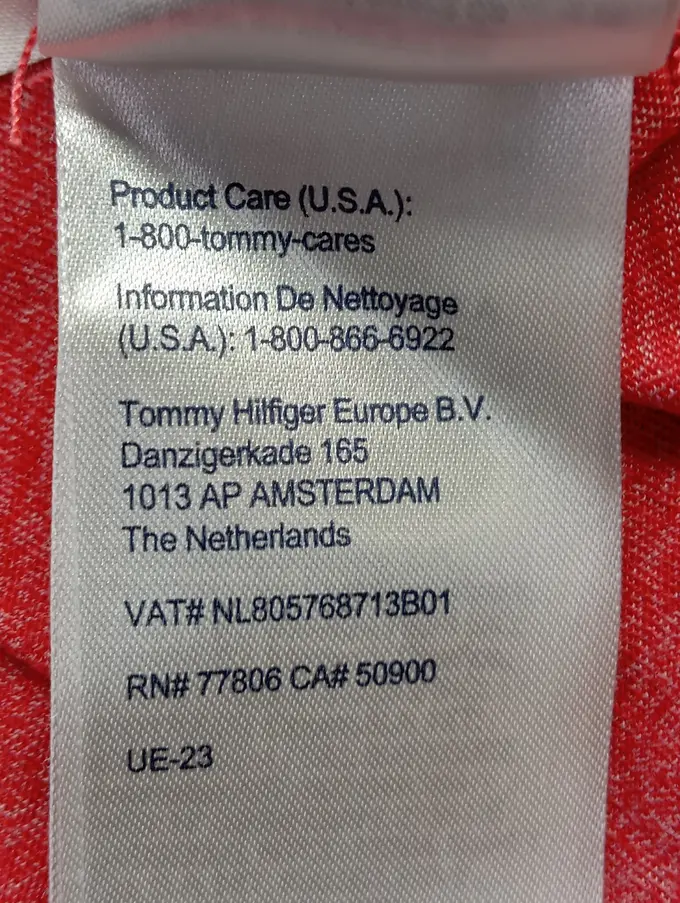 Product Care (U.S.A.):
1-800-tommy-cares
Information De Nettoyage
(U.S.A.): 1-800-866-6922
Tommy Hilfiger Europe B.V.
Danzigerkade 165
1013 AP AMSTERDAM
The Netherlands
VAT# NL805768713B01
RN# 77806 CA# 50900
UE-23